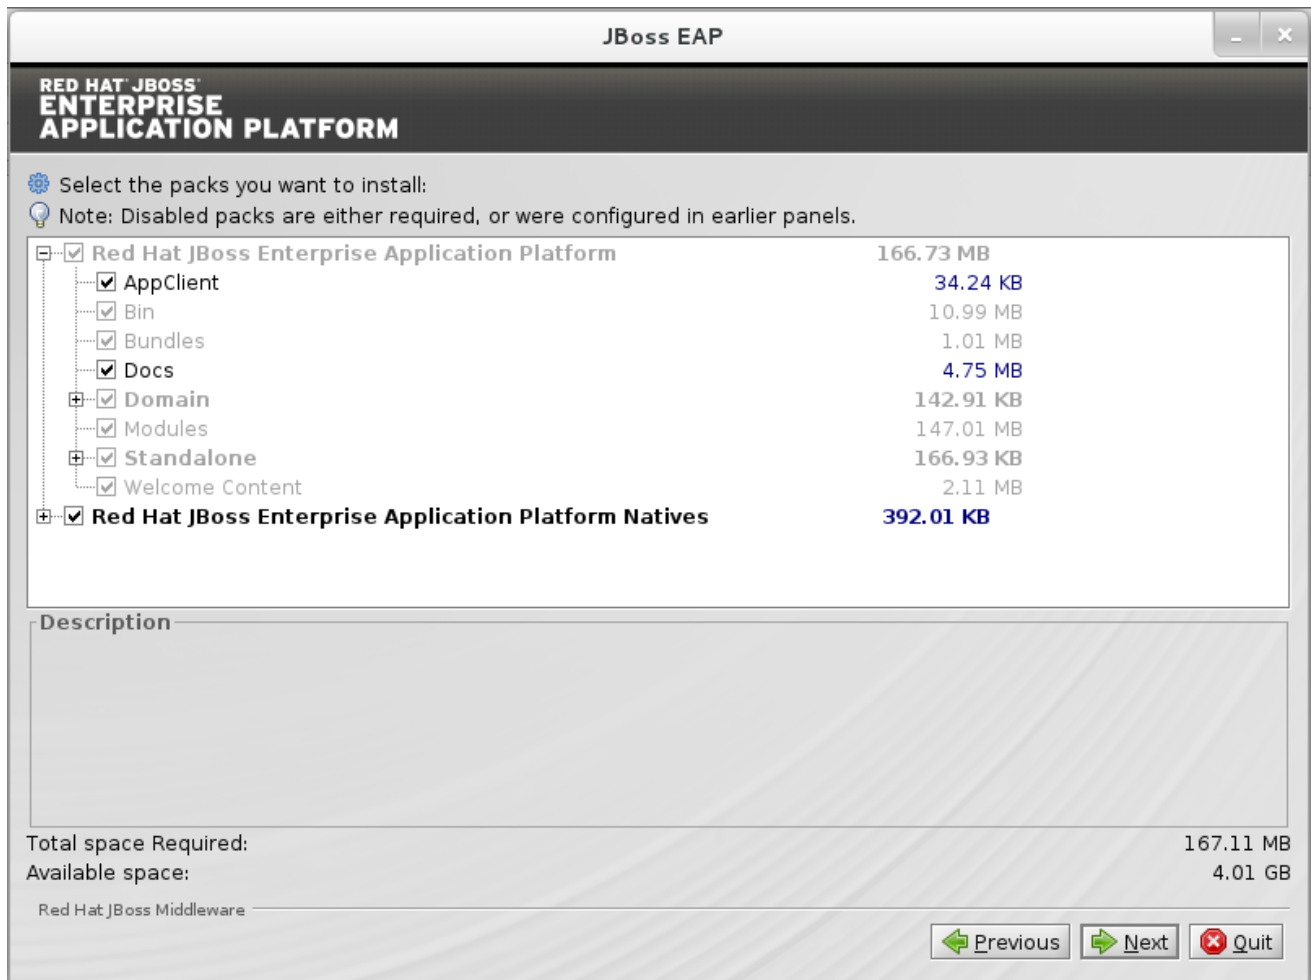 JBoss EAP
RED HAT® JBOSS®
ENTERPRISE
APPLICATION PLATFORM
Select the packs you want to install:
Note: Disabled packs are either required, or were configured in earlier panels.
Red Hat JBoss Enterprise Application Platform 166.73 MB
AppClient 34.24 KB
Bin 10.99 MB
Bundles 1.01 MB
Docs 4.75 MB
Domain 142.91 KB
Modules 147.01 MB
Standalone 166.93 KB
Welcome Content 2.11 MB
Red Hat JBoss Enterprise Application Platform Natives 392.01 KB
Description
Total space Required: 167.11 MB
Available space: 4.01 GB
Red Hat JBoss Middleware
Previous Next Quit